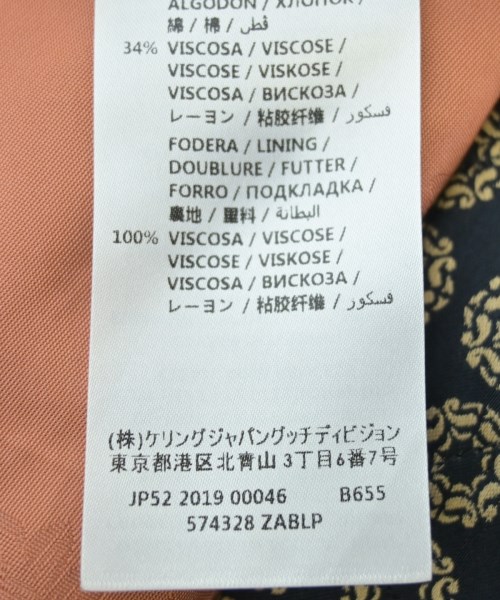 ALGODÓN / ХЛОПОК /
綿 / 棉 / قطن
34% VISCOSA / VISCOSE /
VISCOSE / VISKOSE /
VISCOSA / ВИСКОЗА /
レーヨン / 粘胶纤维 / فسكور
FODERA / LINING /
DOUBLURE / FUTTER /
FORRO / ПОДКЛАДКА /
裏地 / 里料 / البطانة
100% VISCOSA / VISCOSE /
VISCOSE / VISKOSE /
VISCOSA / ВИСКОЗА /
レーヨン / 粘胶纤维 / فسكور
(株)ケリングジャパングッチディビジョン
東京都港区北青山 3丁目6番7号
JP52 2019 00046 B655
574328 ZABLP